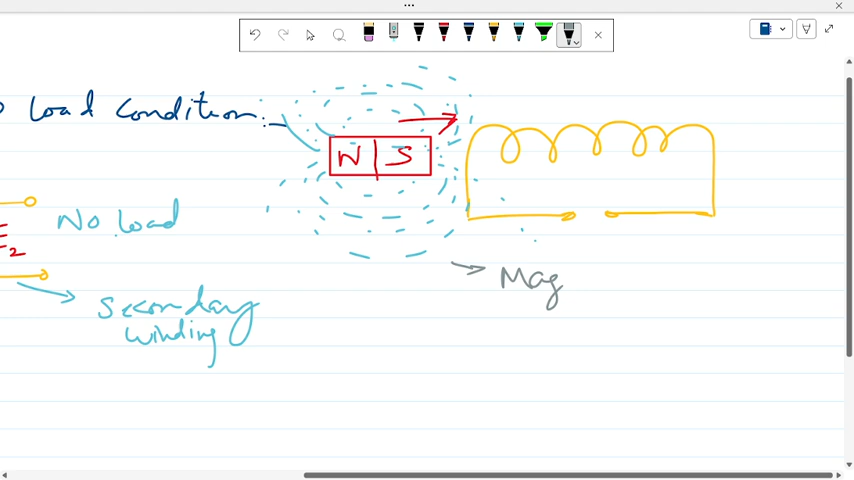 Load Condition:-
N S
No load
E2
Mag
Secondary
winding